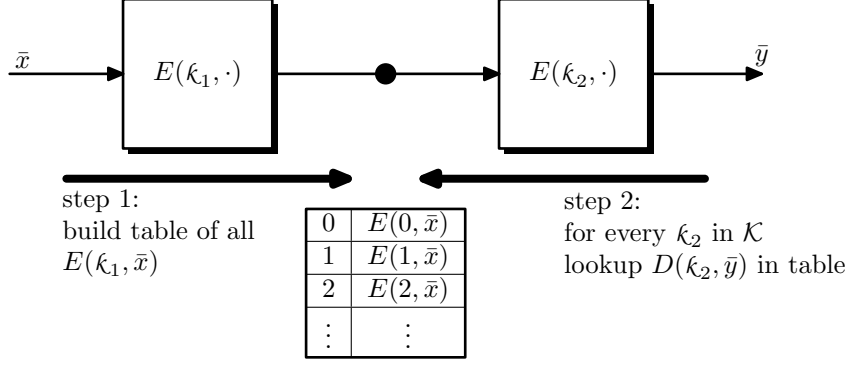 x̄ E(k₁, ·) E(k₂, ·) ȳ
step 1:
build table of all
E(k₁, x̄)
0 E(0, x̄)
1 E(1, x̄)
2 E(2, x̄)
⋮ ⋮
step 2:
for every k₂ in 𝒦
lookup D(k₂, ȳ) in table